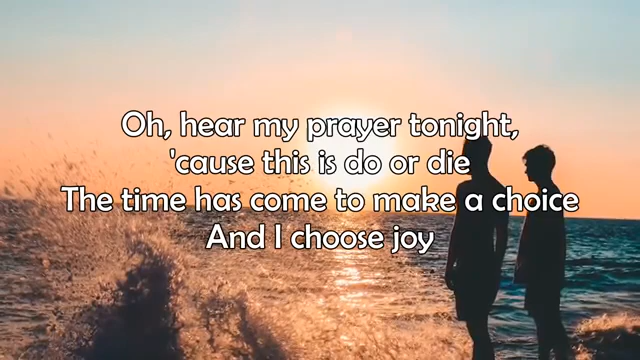 Oh, hear my prayer tonight,
'cause this is do or die
The time has come to make a choice
And I choose joy